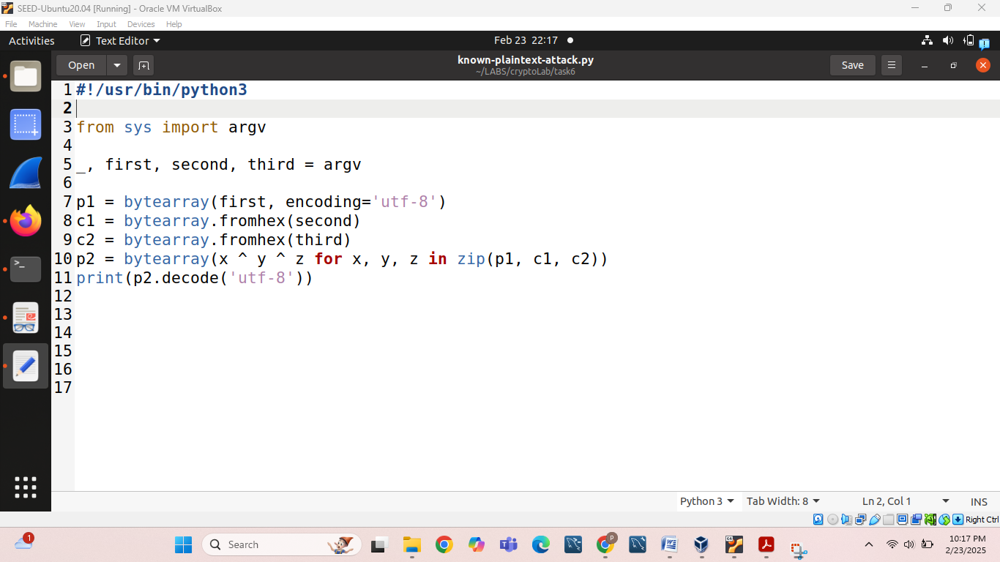 SEED-Ubuntu20.04 [Running] - Oracle VM VirtualBox
File Machine View Input Devices Help
Activities Text Editor Feb 23 22:17
Open known-plaintext-attack.py Save
~/LABS/cryptoLab/task6
1 #!/usr/bin/python3
2
3 from sys import argv
4
5 _, first, second, third = argv
6
7 p1 = bytearray(first, encoding='utf-8')
8 c1 = bytearray.fromhex(second)
9 c2 = bytearray.fromhex(third)
10 p2 = bytearray(x ^ y ^ z for x, y, z in zip(p1, c1, c2))
11 print(p2.decode('utf-8'))
12
13
14
15
16
17
Python 3 Tab Width: 8 Ln 2, Col 1 INS
Right Ctrl
1 Search 10:17 PM
2/23/2025